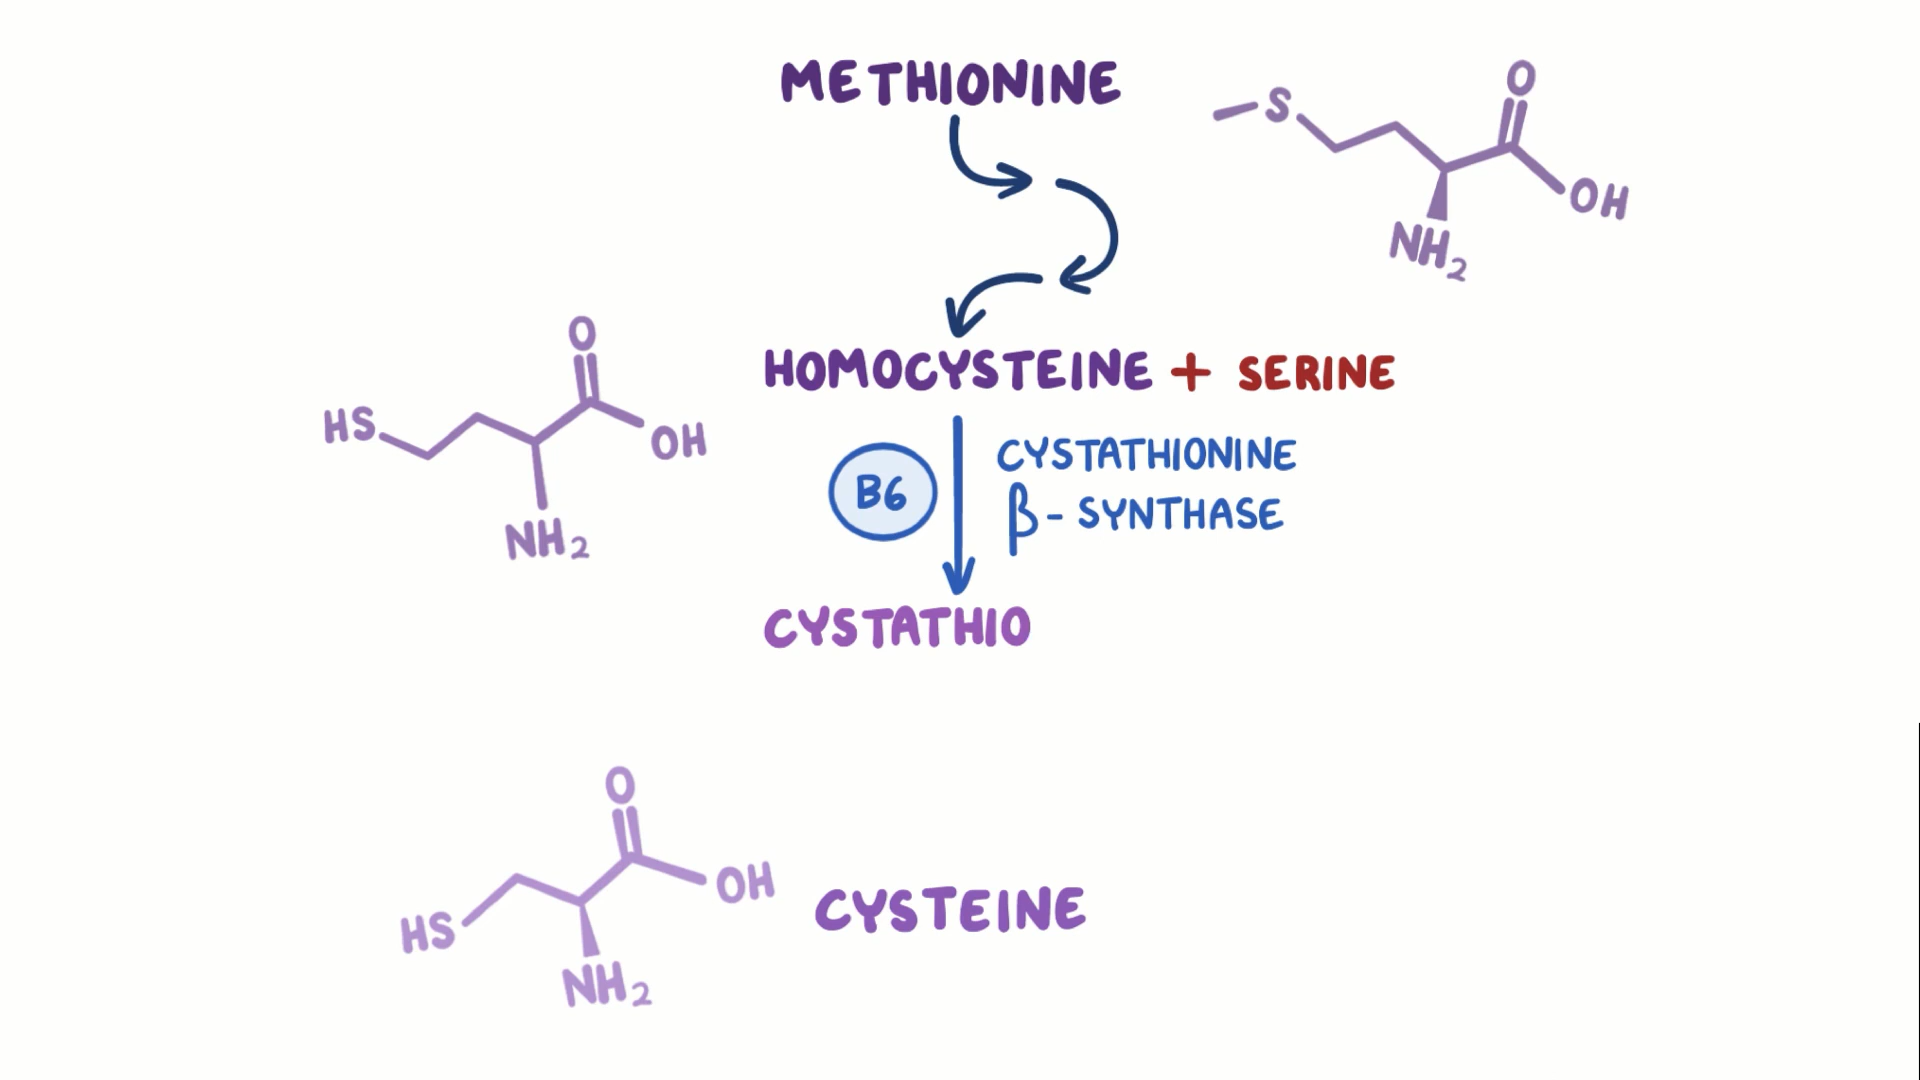 METHIONINE
S
O
OH
NH2
HOMOCYSTEINE + SERINE
O
HS
OH
NH2
B6
CYSTATHIONINE
β - SYNTHASE
CYSTATHIO
O
HS
OH
NH2
CYSTEINE